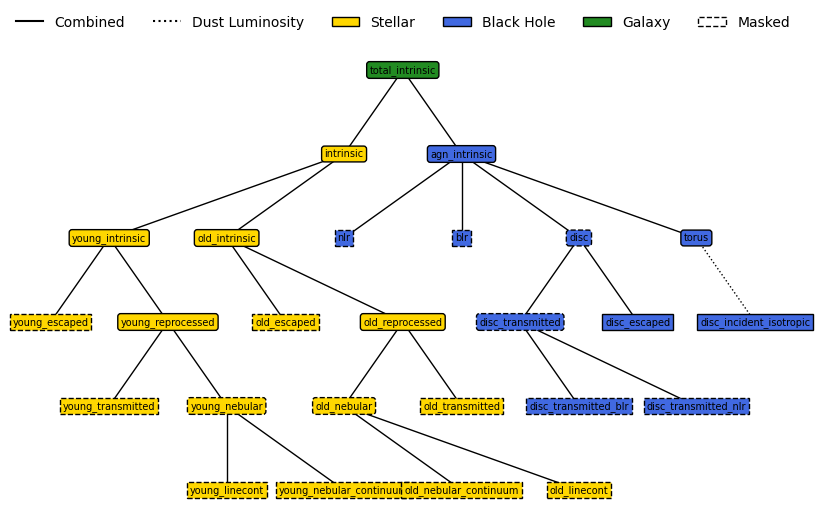 Combined Dust Luminosity Stellar Black Hole Galaxy Masked
total_intrinsic
intrinsic agn_intrinsic
young_intrinsic old_intrinsic nlr blr disc torus
young_escaped young_reprocessed old_escaped old_reprocessed disc_transmitted disc_escaped disc_incident_isotropic
young_transmitted young_nebular old_nebular old_transmitted disc_transmitted_blr disc_transmitted_nlr
young_linecont young_nebular_continuum old_nebular_continuum old_linecont